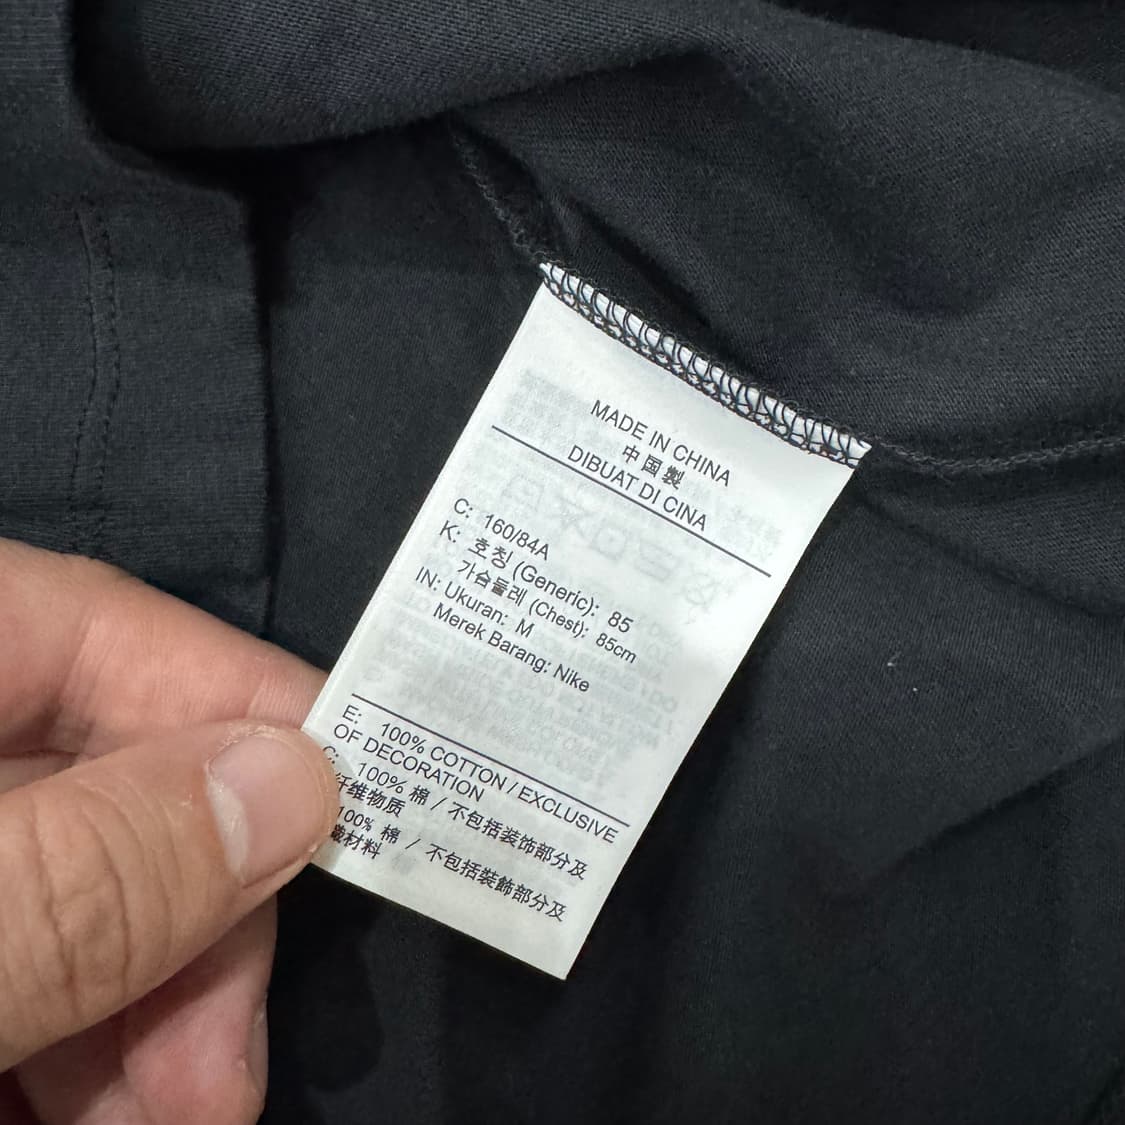 MADE IN CHINA
中国製
DIBUAT DI CINA
C: 160/84A
K: 호칭 (Generic): 85
가슴둘레 (Chest): 85cm
IN: Ukuran: M
Merek Barang: Nike
E: 100% COTTON / EXCLUSIVE
OF DECORATION
C: 100% 棉 / 不包括装饰部分及
纤维物质
100% 棉 / 不包括裝飾部分及
材料